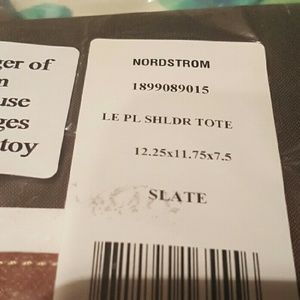 ger of
n
use
ges
toy
NORDSTROM
1899089015
LE PL SHLDR TOTE
12.25x11.75x7.5
SLATE